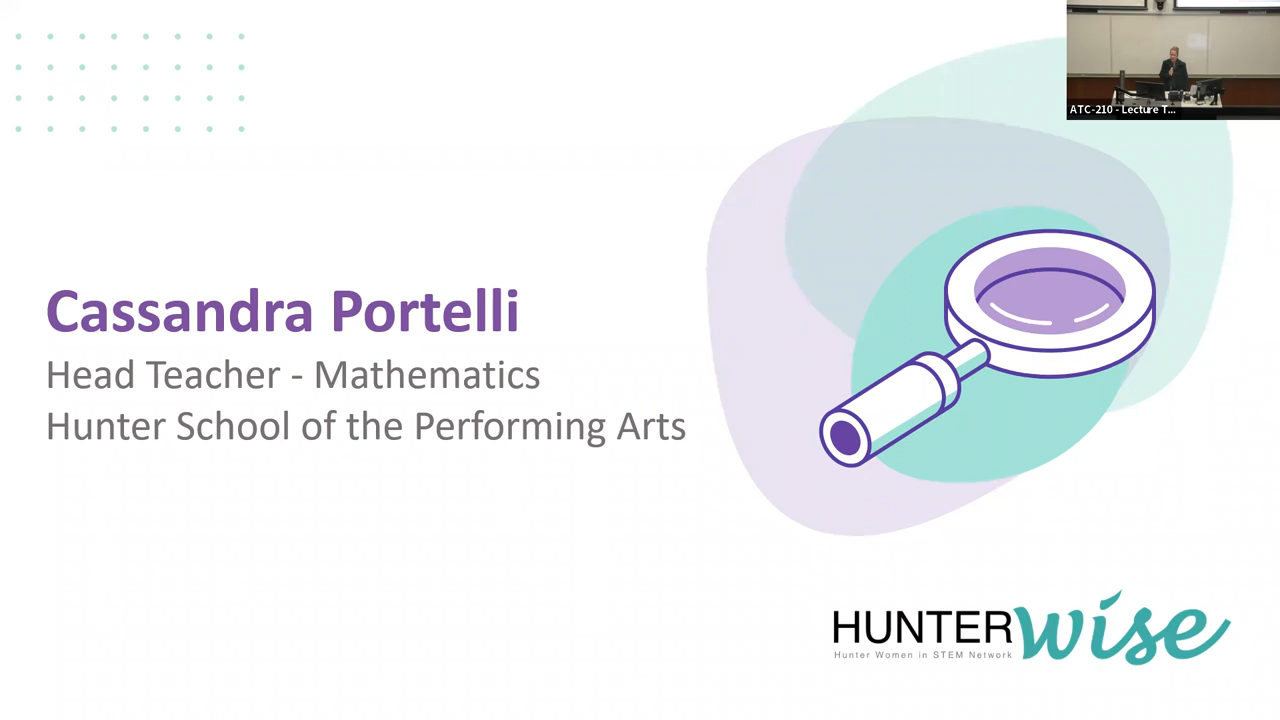 ATC-210 - Lecture T...
Cassandra Portelli
Head Teacher - Mathematics
Hunter School of the Performing Arts
HUNTERwise
Hunter Women in STEM Network